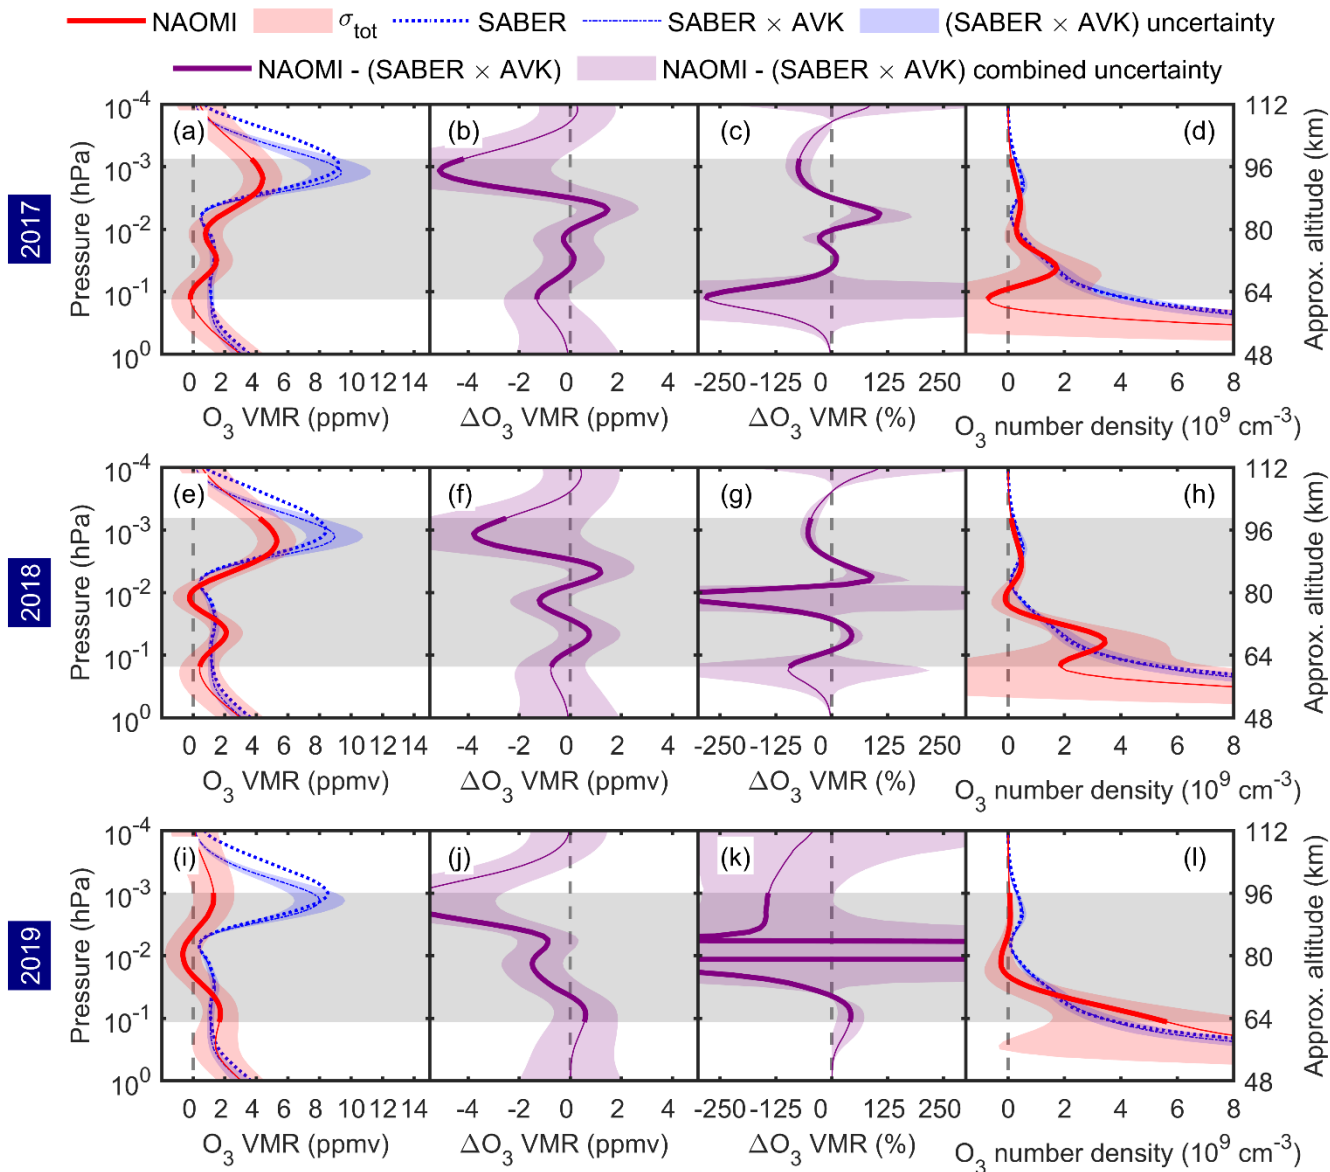 NAOMI σtot SABER SABER × AVK (SABER × AVK) uncertainty
NAOMI - (SABER × AVK) NAOMI - (SABER × AVK) combined uncertainty
2017
Pressure (hPa)
10-4
10-3
10-2
10-1
100
(a) (b) (c) (d)
112
96
80
64
48
Approx. altitude (km)
0 2 4 6 8 10 12 14 -4 -2 0 2 4 -250 -125 0 125 250 0 2 4 6 8
O3 VMR (ppmv) ΔO3 VMR (ppmv) ΔO3 VMR (%) O3 number density (109 cm-3)
2018
Pressure (hPa)
10-4
10-3
10-2
10-1
100
(e) (f) (g) (h)
112
96
80
64
48
Approx. altitude (km)
0 2 4 6 8 10 12 14 -4 -2 0 2 4 -250 -125 0 125 250 0 2 4 6 8
O3 VMR (ppmv) ΔO3 VMR (ppmv) ΔO3 VMR (%) O3 number density (109 cm-3)
2019
Pressure (hPa)
10-4
10-3
10-2
10-1
100
(i) (j) (k) (l)
112
96
80
64
48
Approx. altitude (km)
0 2 4 6 8 10 12 14 -4 -2 0 2 4 -250 -125 0 125 250 0 2 4 6 8
O3 VMR (ppmv) ΔO3 VMR (ppmv) ΔO3 VMR (%) O3 number density (109 cm-3)